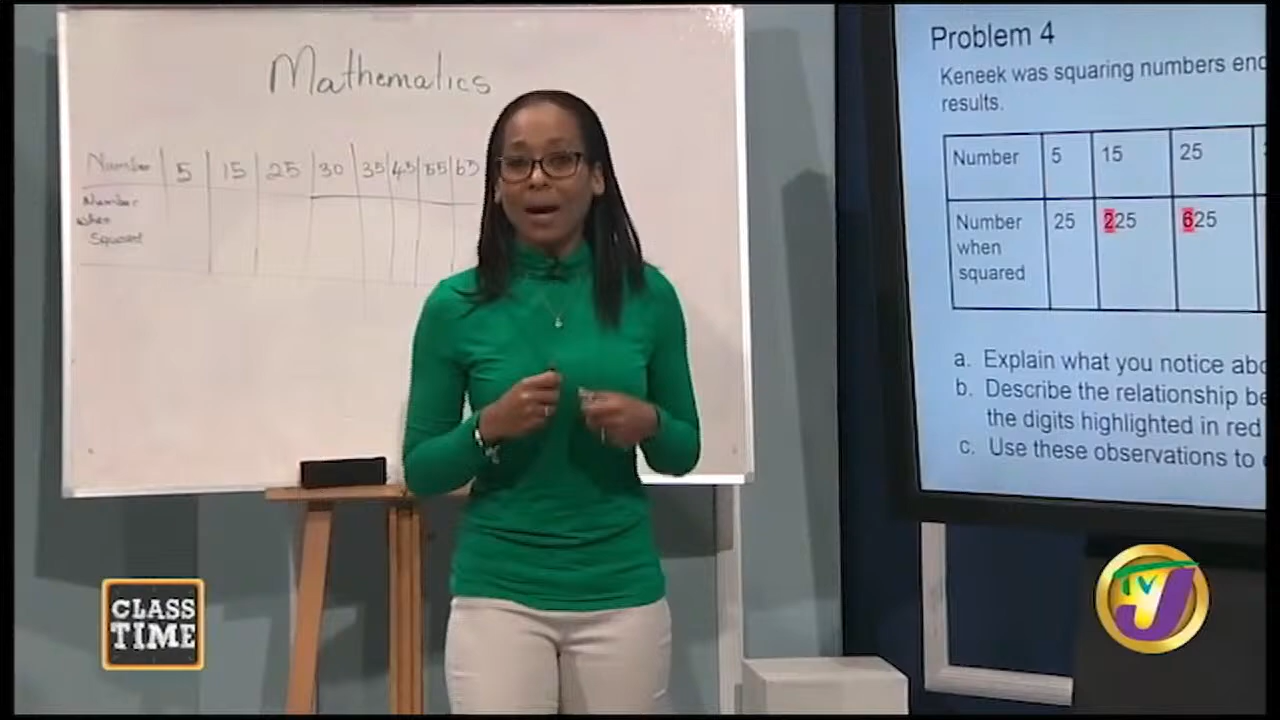 Mathematics
Number 5 15 25 30 35 45 55 65
Number
when
Squared
Problem 4
Keneek was squaring numbers end
results.
Number 5 15 25
Number
when
squared
25 225 625
a. Explain what you notice abo
b. Describe the relationship be
the digits highlighted in red
c. Use these observations to
CLASS
TIME
TVJ